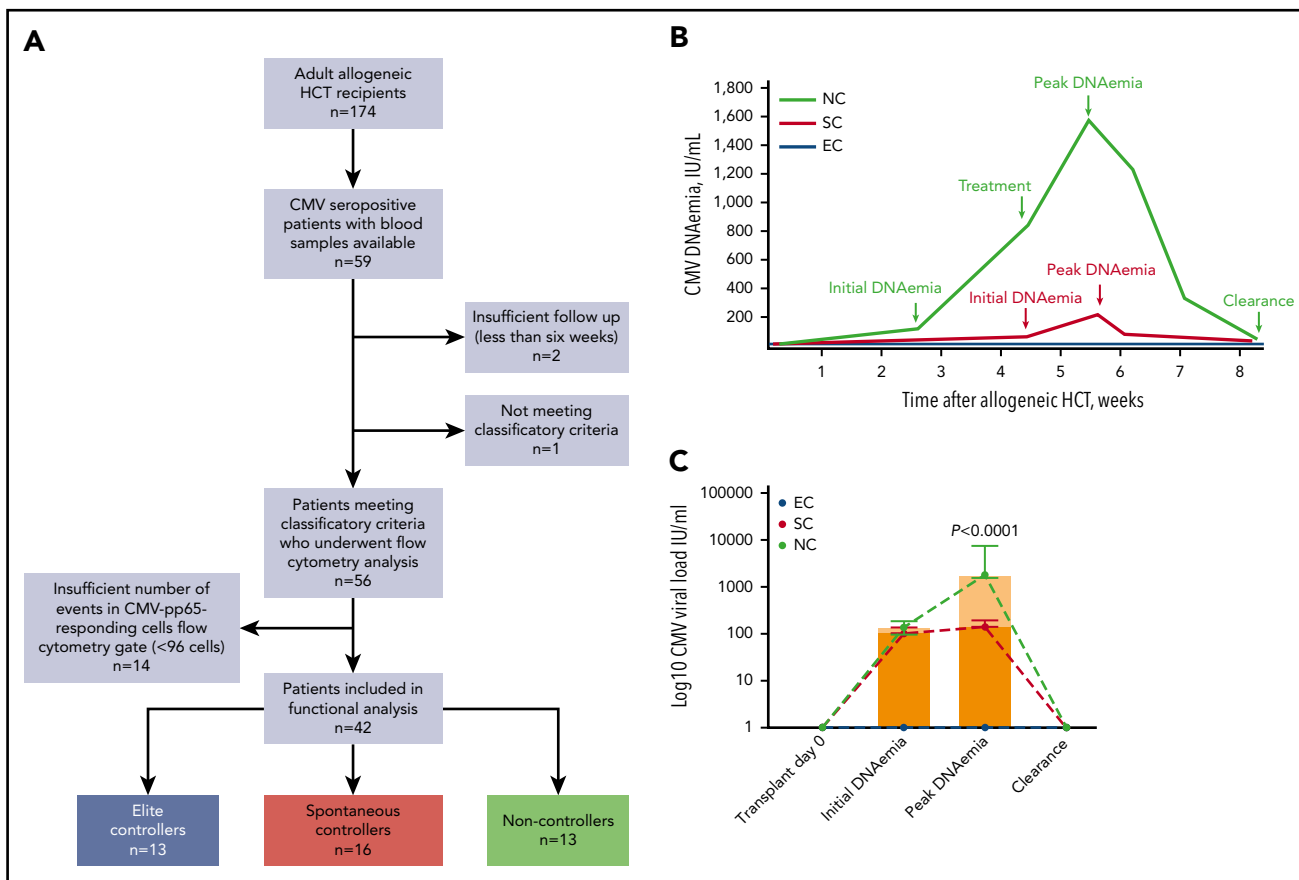 A
Adult allogeneic
HCT recipients
n=174
CMV seropositive
patients with blood
samples available
n=59
Insufficient follow up
(less than six weeks)
n=2
Not meeting
classificatory criteria
n=1
Patients meeting
classificatory criteria
who underwent flow
cytometry analysis
n=56
Insufficient number of
events in CMV-pp65-
responding cells flow
cytometry gate (<96 cells)
n=14
Patients included in
functional analysis
n=42
Elite
controllers
n=13
Spontaneous
controllers
n=16
Non-controllers
n=13
B
CMV DNAemia, IU/mL
1,800
1,600
1,400
1,200
1,000
800
600
400
200
NC
SC
EC
Peak DNAemia
Treatment
Initial DNAemia
Initial DNAemia
Peak DNAemia
Clearance
1 2 3 4 5 6 7 8
Time after allogeneic HCT, weeks
C
Log10 CMV viral load IU/ml
100000
10000
1000
100
10
1
EC
SC
NC
P<0.0001
Transplant day 0
Initial DNAemia
Peak DNAemia
Clearance